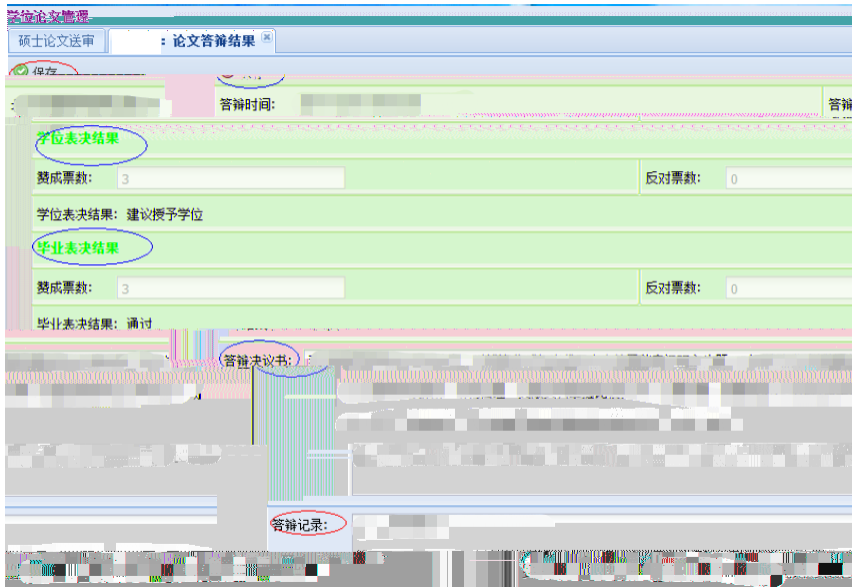 学位论文管理
硕士论文送审 : 论文答辩结果
保存
答辩时间: 答辩
学位表决结果
赞成票数: 3 反对票数: 0
学位表决结果: 建议授予学位
毕业表决结果
赞成票数: 3 反对票数: 0
毕业表决结果: 通过
答辩决议书:
答辩记录: